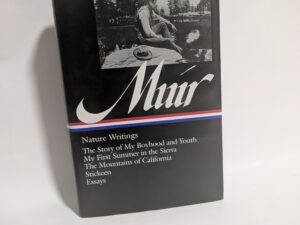 Muir
Nature Writings
The Story of My Boyhood and Youth
My First Summer in the Sierra
The Mountains of California
Stickeen
Essays